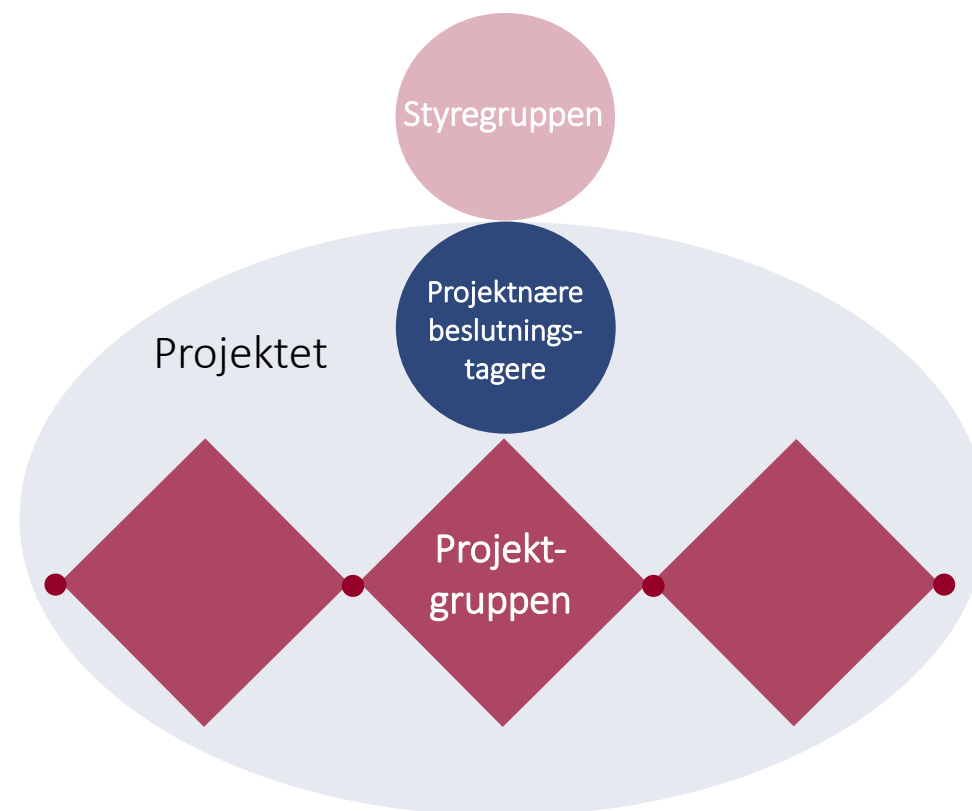 Styregruppen
Projektnære
beslutnings-
tagere
Projektet
Projekt-
gruppen